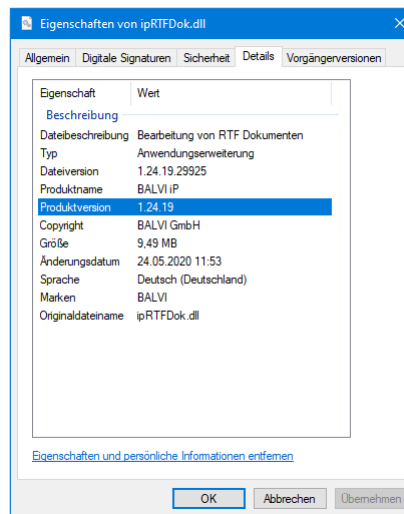 Eigenschaften von ipRTFDok.dll
Allgemein Digitale Signaturen Sicherheit Details Vorgängerversionen
Eigenschaft Wert
Beschreibung
Dateibeschreibung Bearbeitung von RTF Dokumenten
Typ Anwendungserweiterung
Dateiversion 1.24.19.29925
Produktname BALVI iP
Produktversion 1.24.19
Copyright BALVI GmbH
Größe 9,49 MB
Änderungsdatum 24.05.2020 11:53
Sprache Deutsch (Deutschland)
Marken BALVI
Originaldateiname ipRTFDok.dll
Eigenschaften und persönliche Informationen entfernen
OK Abbrechen Übernehmen